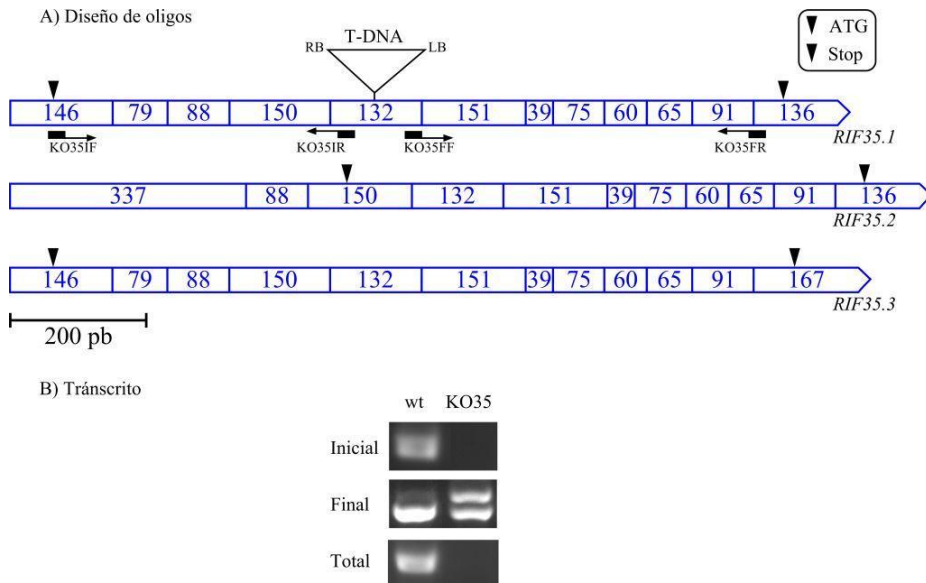 A) Diseño de oligos
T-DNA
RB
LB
ATG
Stop
146 79 88 150 132 151 39 75 60 65 91 136
KO35IF
KO35IR
KO35FF
KO35FR
RIF35.1
337 88 150 132 151 39 75 60 65 91 136
RIF35.2
146 79 88 150 132 151 39 75 60 65 91 167
RIF35.3
200 pb
B) Tránscrito
wt KO35
Inicial
Final
Total